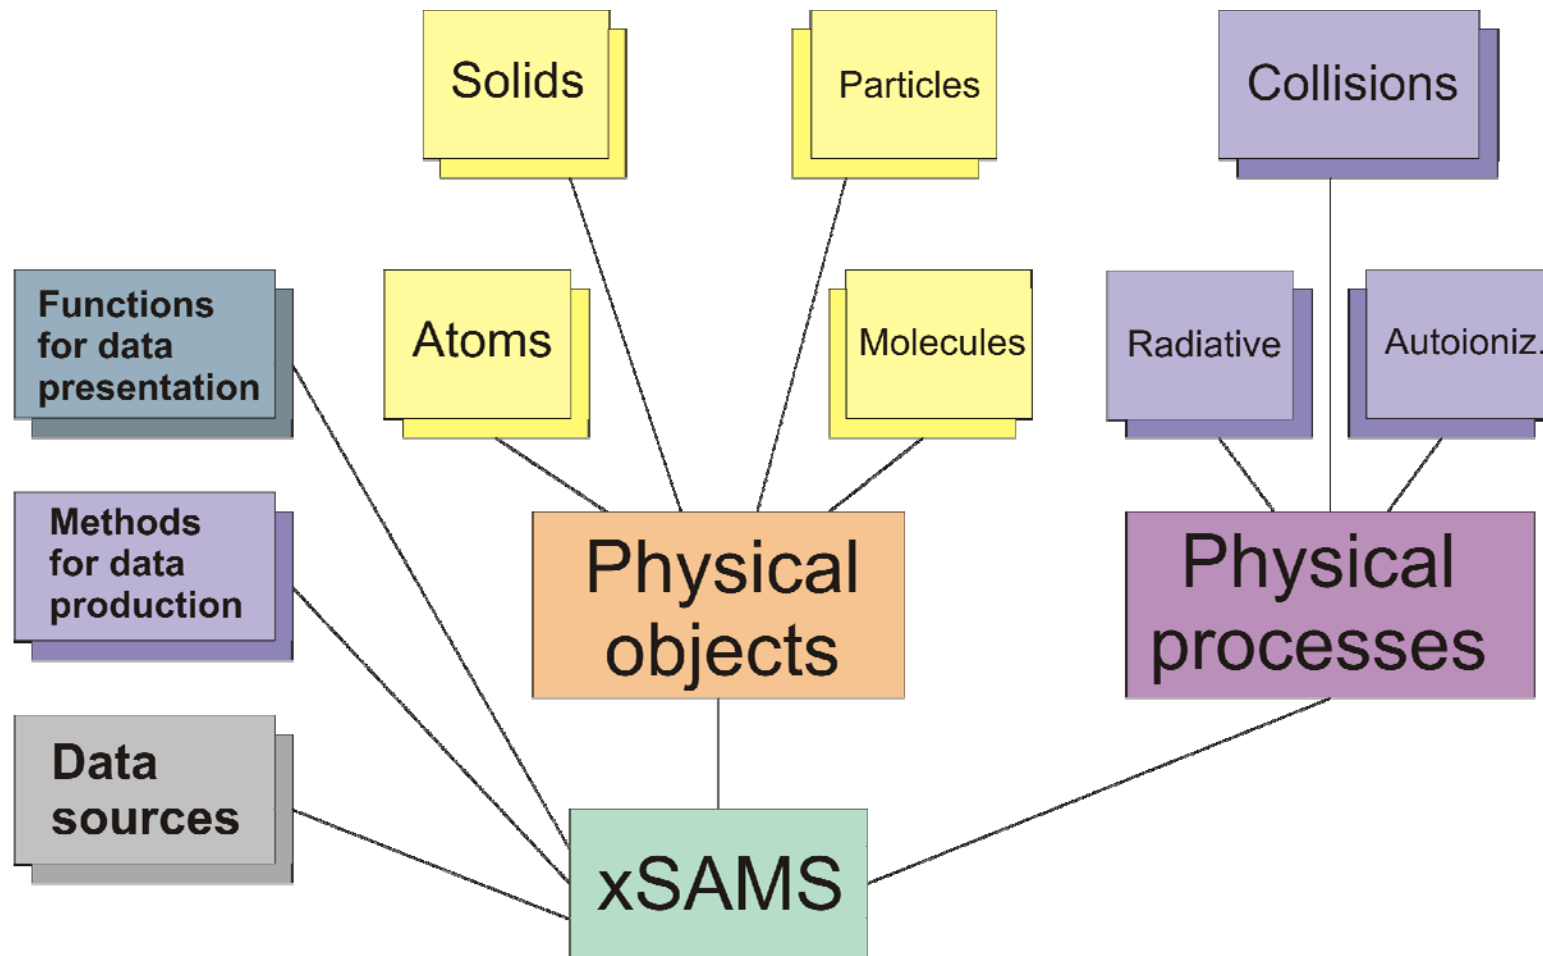 Solids
Particles
Collisions
Functions
for data
presentation
Atoms
Molecules
Radiative
Autoioniz.
Methods
for data
production
Physical
objects
Physical
processes
Data
sources
xSAMS